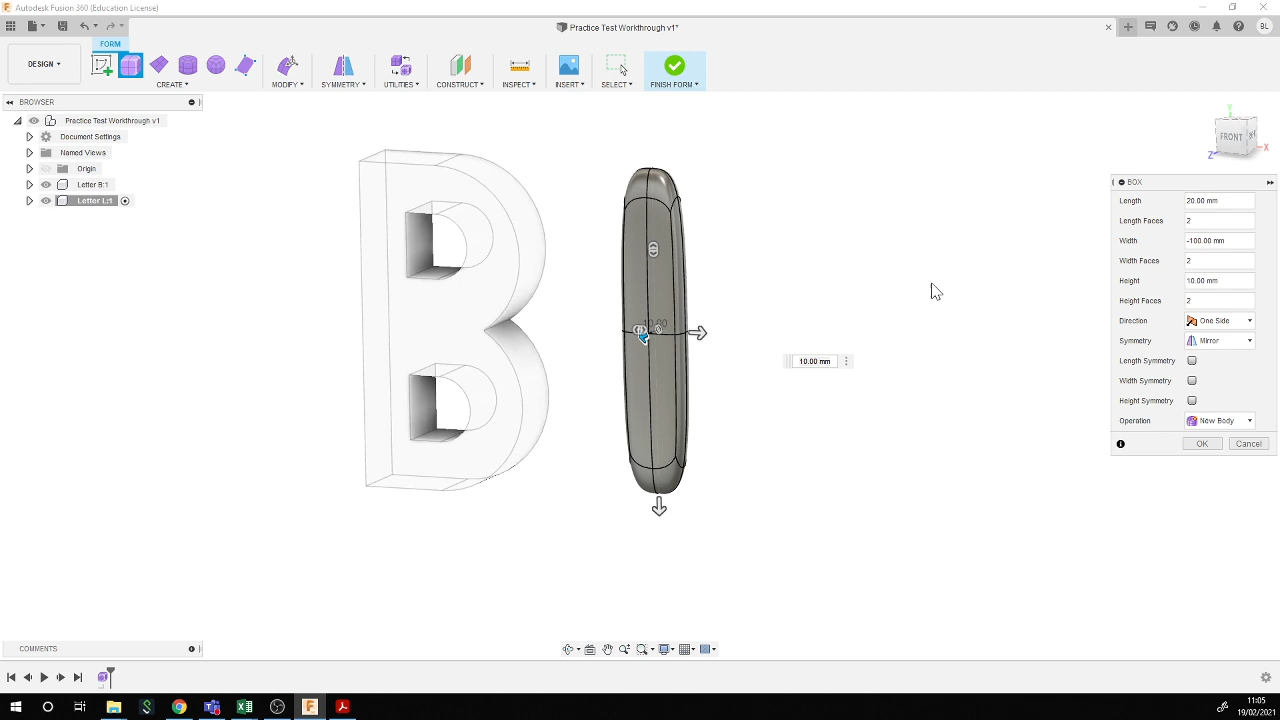 Autodesk Fusion 360 (Education License)
Practice Test Workthrough v1*
BL
DESIGN
FORM
CREATE
MODIFY
SYMMETRY
UTILITIES
CONSTRUCT
INSPECT
INSERT
SELECT
FINISH FORM
BROWSER
Practice Test Workthrough v1
Document Settings
Named Views
Origin
Letter B:1
Letter L:1
Y
FRONT
X
Z
BOX
Length 20.00 mm
Length Faces 2
Width -100.00 mm
Width Faces 2
Height 10.00 mm
Height Faces 2
Direction One Side
Symmetry Mirror
Length Symmetry
Width Symmetry
Height Symmetry
Operation New Body
OK Cancel
10.00 mm
COMMENTS
11:05
19/02/2021